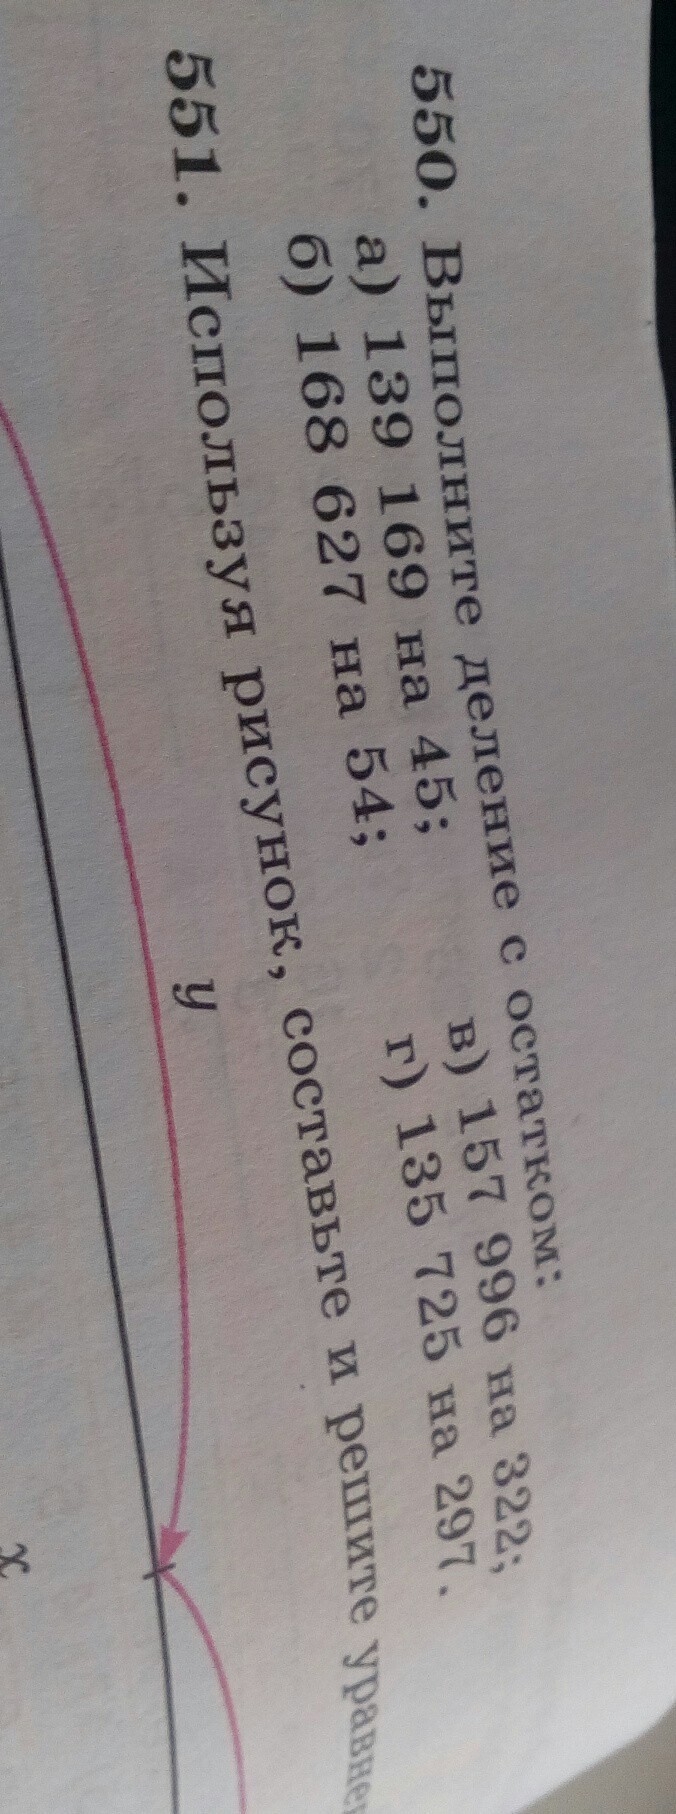 550. Выполните деление с остатком:
а) 139 169 на 45; в) 157 996 на 322;
б) 168 627 на 54; г) 135 725 на 297.
551. Используя рисунок, составьте и решите
y
x